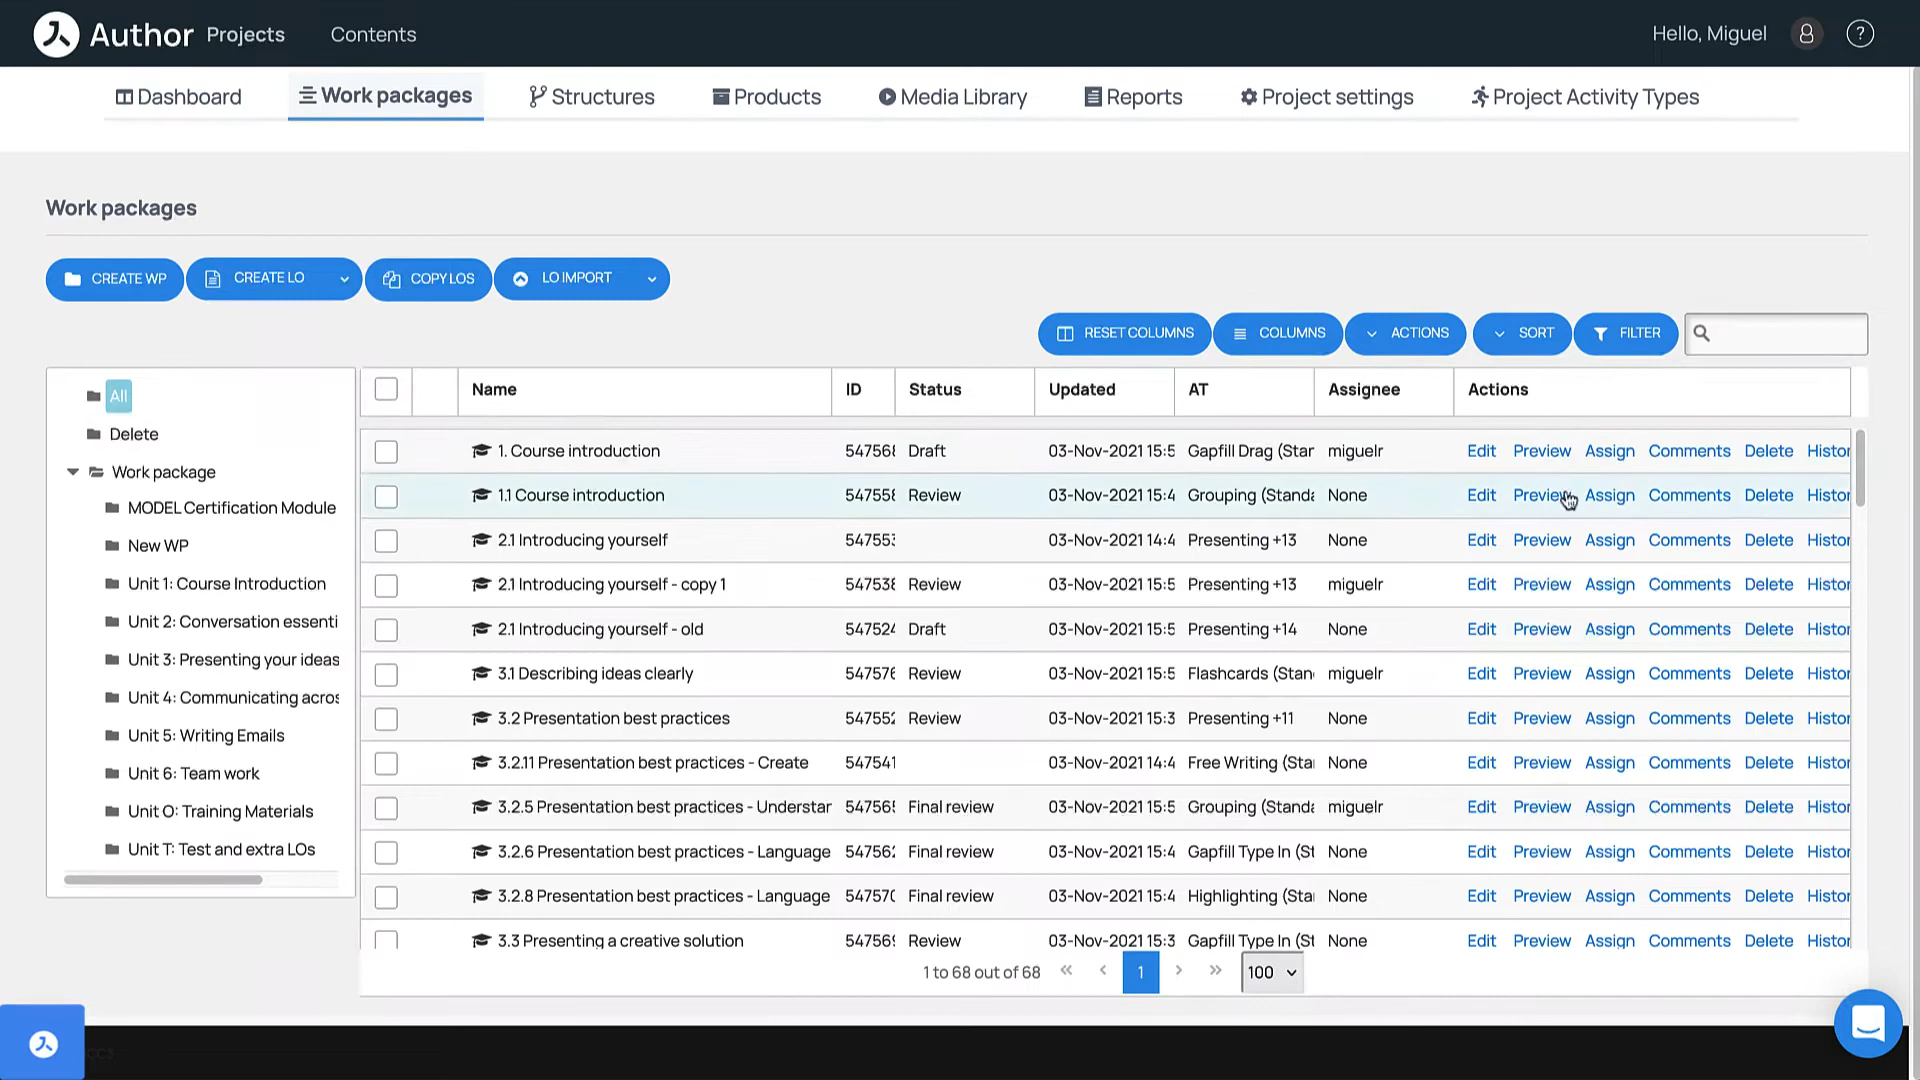 Author Projects Contents Hello, Miguel ?
Dashboard Work packages Structures Products Media Library Reports Project settings Project Activity Types
Work packages
CREATE WP CREATE LO COPY LOS LO IMPORT
RESET COLUMNS COLUMNS ACTIONS SORT FILTER
All
Delete
Work package
MODEL Certification Module
New WP
Unit 1: Course Introduction
Unit 2: Conversation essenti
Unit 3: Presenting your ideas
Unit 4: Communicating acros
Unit 5: Writing Emails
Unit 6: Team work
Unit O: Training Materials
Unit T: Test and extra LOs
Name ID Status Updated AT Assignee Actions
1. Course introduction 54756 Draft 03-Nov-2021 15:5 Gapfill Drag (Star miguelr Edit Preview Assign Comments Delete Histor
1.1 Course introduction 54755 Review 03-Nov-2021 15:4 Grouping (Standa None Edit Preview Assign Comments Delete Histor
2.1 Introducing yourself 54755 03-Nov-2021 14:4 Presenting +13 None Edit Preview Assign Comments Delete Histor
2.1 Introducing yourself - copy 1 54753 Review 03-Nov-2021 15:5 Presenting +13 miguelr Edit Preview Assign Comments Delete Histor
2.1 Introducing yourself - old 54752 Draft 03-Nov-2021 15:5 Presenting +14 None Edit Preview Assign Comments Delete Histor
3.1 Describing ideas clearly 54757 Review 03-Nov-2021 15:5 Flashcards (Stan miguelr Edit Preview Assign Comments Delete Histor
3.2 Presentation best practices 54755 Review 03-Nov-2021 15:3 Presenting +11 None Edit Preview Assign Comments Delete Histor
3.2.11 Presentation best practices - Create 547541 03-Nov-2021 14:4 Free Writing (Sta None Edit Preview Assign Comments Delete Histor
3.2.5 Presentation best practices - Understar 54756 Final review 03-Nov-2021 15:5 Grouping (Standa miguelr Edit Preview Assign Comments Delete Histor
3.2.6 Presentation best practices - Language 54756 Final review 03-Nov-2021 15:4 Gapfill Type In (St None Edit Preview Assign Comments Delete Histor
3.2.8 Presentation best practices - Language 54757 Final review 03-Nov-2021 15:4 Highlighting (Sta None Edit Preview Assign Comments Delete Histor
3.3 Presenting a creative solution 54756 Review 03-Nov-2021 15:3 Gapfill Type In (St None Edit Preview Assign Comments Delete Histor
1 to 68 out of 68 « ‹ 1 › » 100